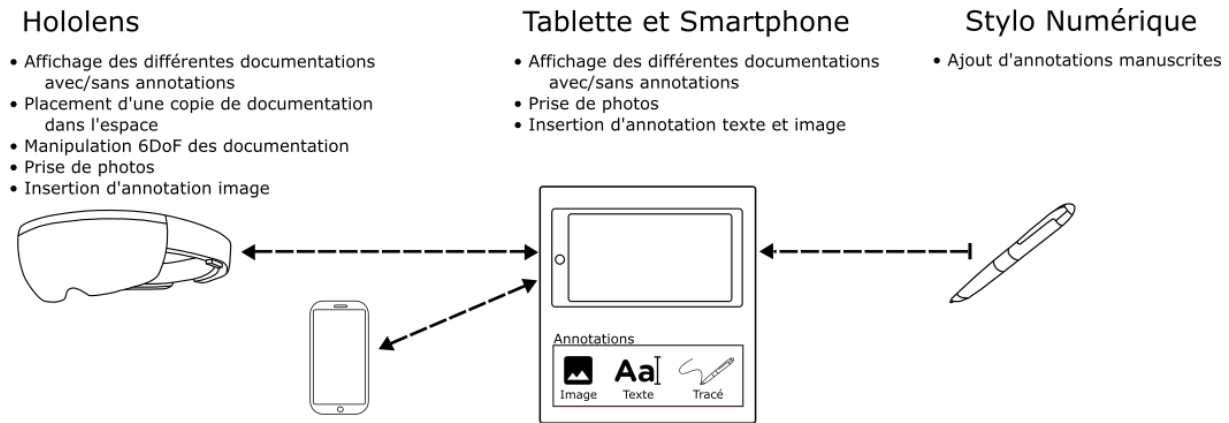 Hololens
• Affichage des différentes documentations
avec/sans annotations
• Placement d'une copie de documentation
dans l'espace
• Manipulation 6DoF des documentation
• Prise de photos
• Insertion d'annotation image
Tablette et Smartphone
• Affichage des différentes documentations
avec/sans annotations
• Prise de photos
• Insertion d'annotation texte et image
Stylo Numérique
• Ajout d'annotations manuscrites
Annotations
Aa
Image Texte Tracé